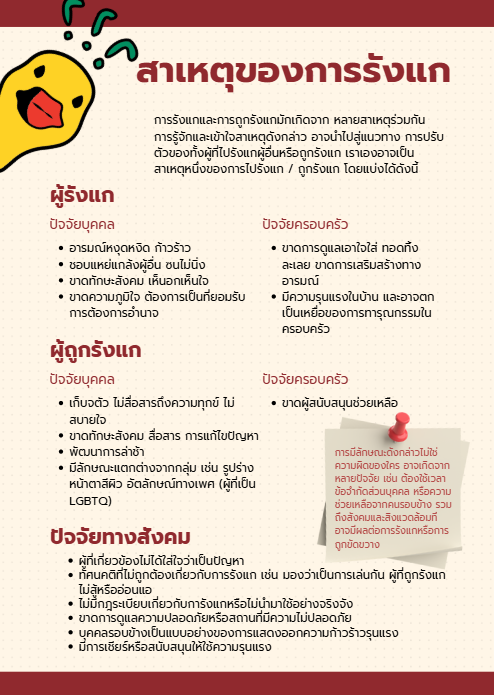 สาเหตุของการรังแก
การรังแกและการถูกรังแกมักเกิดจาก หลายสาเหตุร่วมกัน
การรู้จักและเข้าใจสาเหตุดังกล่าว อาจนำไปสู่แนวทาง การปรับ
ตัวของทั้งผู้ที่ไปรังแกผู้อื่นหรือถูกรังแก เราเองอาจเป็น
สาเหตุหนึ่งของการไปรังแก / ถูกรังแก โดยแบ่งได้ดังนี้
ผู้รังแก
ปัจจัยบุคคล
• อารมณ์หงุดหงิด ก้าวร้าว
• ชอบแหย่แกล้งผู้อื่น ซนไม่นิ่ง
• ขาดทักษะสังคม เห็นอกเห็นใจ
• ขาดความภูมิใจ ต้องการเป็นที่ยอมรับ
การต้องการอำนาจ
ปัจจัยครอบครัว
• ขาดการดูแลเอาใจใส่ ทอดทิ้ง
ละเลย ขาดการเสริมสร้างทาง
อารมณ์
• มีความรุนแรงในบ้าน และอาจตก
เป็นเหยื่อของการทารุณกรรมใน
ครอบครัว
ผู้ถูกรังแก
ปัจจัยบุคคล
• เก็บจตัว ไม่สื่อสารถึงความทุกข์ ไม่
สบายใจ
• ขาดทักษะสังคม สื่อสาร การแก้ไขปัญหา
• พัฒนาการล่าช้า
• มีลักษณะแตกต่างจากกลุ่ม เช่น รูปร่าง
หน้าตาสีผิว อัตลักษณ์ทางเพศ (ผู้ที่เป็น
LGBTQ)
ปัจจัยครอบครัว
• ขาดผู้สนับสนุนช่วยเหลือ
การมีลักษณะดังกล่าวไม่ใช่
ความผิดของใคร อาจเกิดจาก
หลายปัจจัย เช่น ต้องใช้เวลา
ข้อจำกัดส่วนบุคคล หรือความ
ช่วยเหลือจากคนรอบข้าง รวม
ถึงสังคมและสิ่งแวดล้อมที่
อาจมีผลต่อการรังแกหรือการ
ถูกขัดขวาง
ปัจจัยทางสังคม
• ผู้ที่เกี่ยวข้องไม่ได้ใส่ใจว่าเป็นปัญหา
• ทัศนคติที่ไม่ถูกต้องเกี่ยวกับการรังแก เช่น มองว่าเป็นการเล่นกัน ผู้ที่ถูกรังแก
ไม่สู้หรืออ่อนแอ
• ไม่มีกฎระเบียบเกี่ยวกับการังแกหรือไม่นำมาใช้อย่างจริงจัง
• ขาดการดูแลความปลอดภัยหรือสถานที่มีความไม่ปลอดภัย
• บุคคลรอบข้างเป็นแบบอย่างของการแสดงออกความก้าวร้าวรุนแรง
• มีการเชียร์หรือสนับสนุนให้ใช้ความรุนแรง